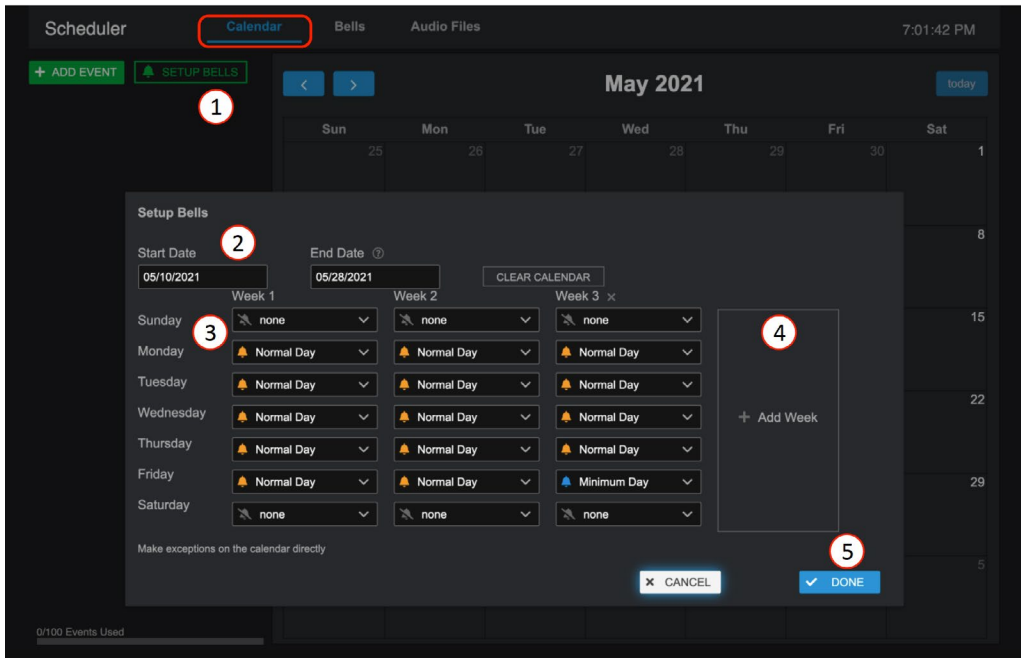 Scheduler Calendar Bells Audio Files 7:01:42 PM
+ ADD EVENT SETUP BELLS
1
< > May 2021 today
Sun Mon Tue Wed Thu Fri Sat
25 26 27 28 29 30 1
Setup Bells
8
2
Start Date End Date ?
05/10/2021 05/28/2021 CLEAR CALENDAR
Week 1 Week 2 Week 3 ×
Sunday none none none 15
3 4
Monday Normal Day Normal Day Normal Day
Tuesday Normal Day Normal Day Normal Day
Wednesday Normal Day Normal Day Normal Day + Add Week 22
Thursday Normal Day Normal Day Normal Day
Friday Normal Day Normal Day Minimum Day 29
Saturday none none none
Make exceptions on the calendar directly
5
5
× CANCEL ✓ DONE
0/100 Events Used